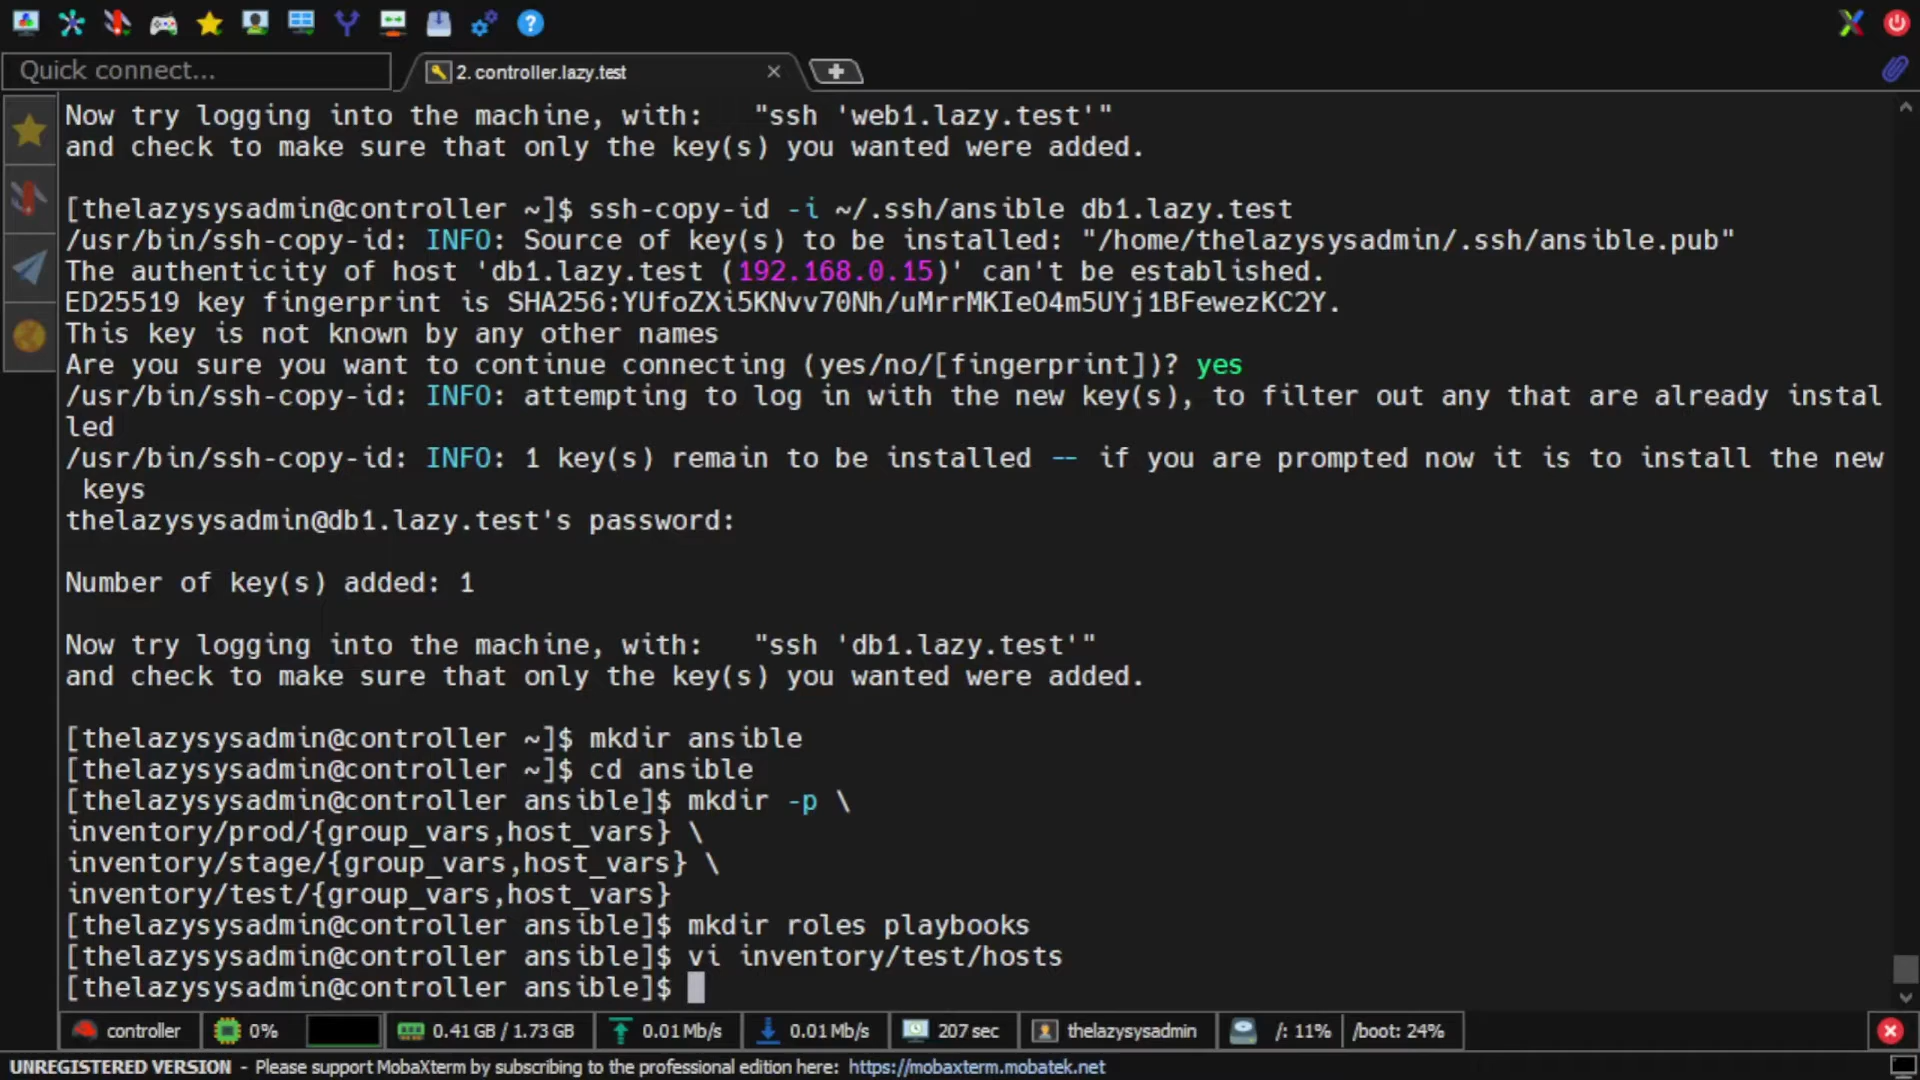 Quick connect...
2. controller.lazy.test
Now try logging into the machine, with:   "ssh 'web1.lazy.test'"
and check to make sure that only the key(s) you wanted were added.
[thelazysysadmin@controller ~]$ ssh-copy-id -i ~/.ssh/ansible db1.lazy.test
/usr/bin/ssh-copy-id: INFO: Source of key(s) to be installed: "/home/thelazysysadmin/.ssh/ansible.pub"
The authenticity of host 'db1.lazy.test (192.168.0.15)' can't be established.
ED25519 key fingerprint is SHA256:YUfoZXi5KNvv70Nh/uMrrMKIeO4m5UYj1BFewezKC2Y.
This key is not known by any other names
Are you sure you want to continue connecting (yes/no/[fingerprint])? yes
/usr/bin/ssh-copy-id: INFO: attempting to log in with the new key(s), to filter out any that are already instal
led
/usr/bin/ssh-copy-id: INFO: 1 key(s) remain to be installed -- if you are prompted now it is to install the new
 keys
thelazysysadmin@db1.lazy.test's password:
Number of key(s) added: 1
Now try logging into the machine, with:   "ssh 'db1.lazy.test'"
and check to make sure that only the key(s) you wanted were added.
[thelazysysadmin@controller ~]$ mkdir ansible
[thelazysysadmin@controller ~]$ cd ansible
[thelazysysadmin@controller ansible]$ mkdir -p \
inventory/prod/{group_vars,host_vars} \
inventory/stage/{group_vars,host_vars} \
inventory/test/{group_vars,host_vars}
[thelazysysadmin@controller ansible]$ mkdir roles playbooks
[thelazysysadmin@controller ansible]$ vi inventory/test/hosts
[thelazysysadmin@controller ansible]$
controller 0% 0.41 GB / 1.73 GB 0.01 Mb/s 0.01 Mb/s 207 sec thelazysysadmin /: 11% /boot: 24%
UNREGISTERED VERSION - Please support MobaXterm by subscribing to the professional edition here: https://mobaxterm.mobatek.net